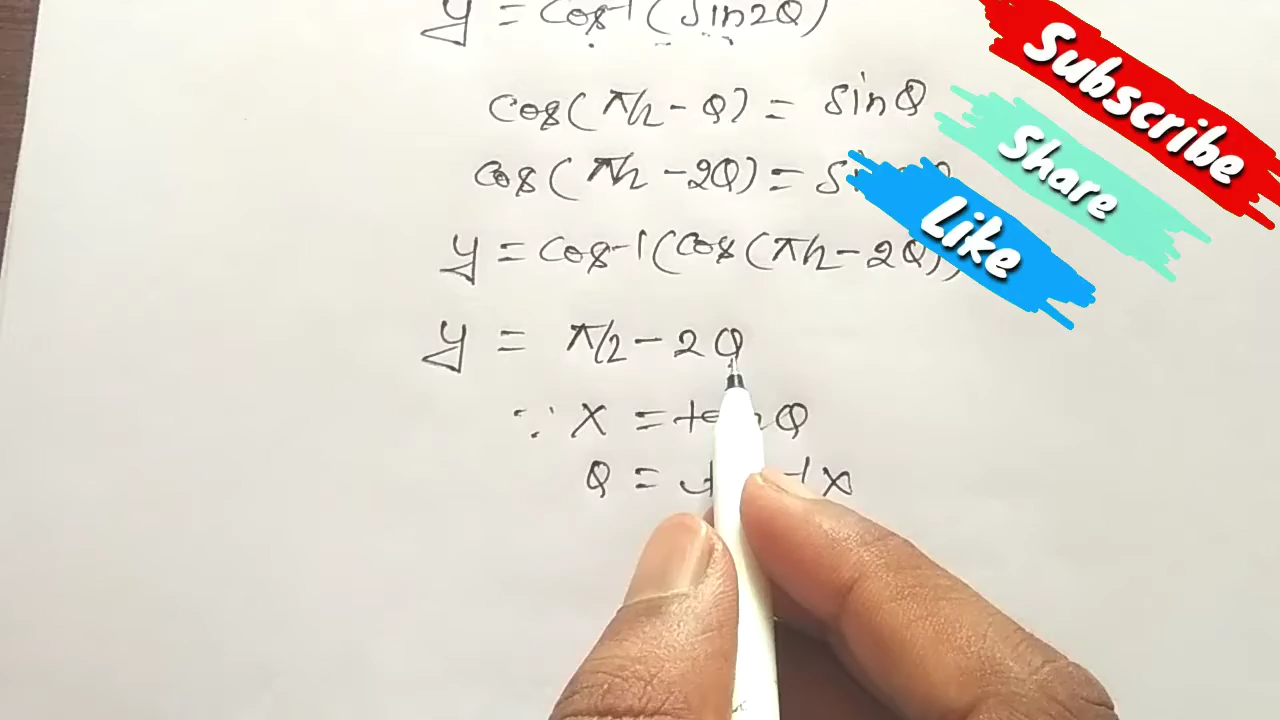 y = cos-1(sin2θ)
cos(π/2 - θ) = sinθ
cos(π/2 - 2θ) =
y = cos-1(cos(π/2 - 2θ))
y = π/2 - 2θ
∵ x = tanθ
θ = x
Subscribe
Share
Like